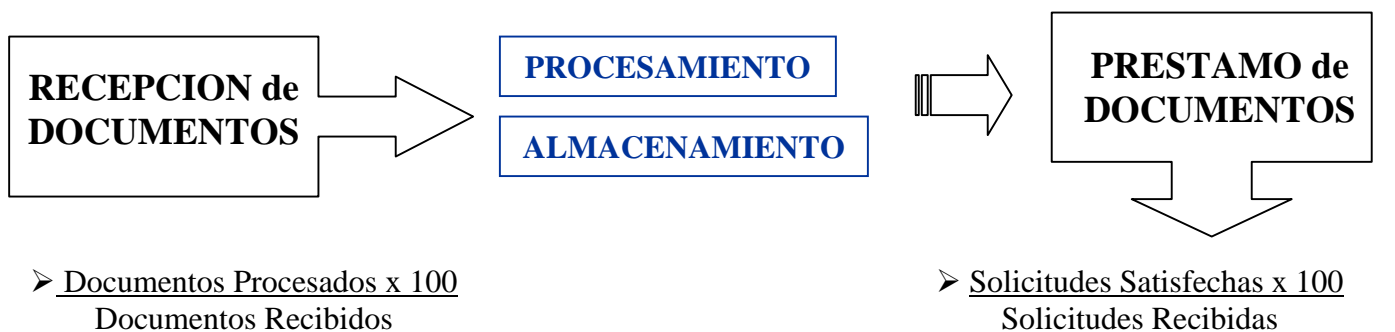 RECEPCION de
DOCUMENTOS
PROCESAMIENTO
ALMACENAMIENTO
PRESTAMO de
DOCUMENTOS
➢ Documentos Procesados x 100
Documentos Recibidos
➢ Solicitudes Satisfechas x 100
Solicitudes Recibidas